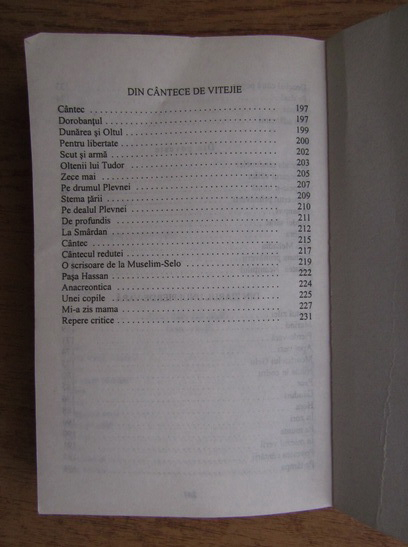 DIN CÂNTECE DE VITEJIE
Cântec 197
Dorobanţul 197
Dunărea şi Oltul 199
Pentru libertate 200
Scut şi armă 202
Oltenii lui Tudor 203
Zece mai 205
Pe drumul Plevnei 207
Stema ţării 209
Pe dealul Plevnei 210
De profundis 211
La Smârdan 212
Cântec 215
Cântecul redutei 217
O scrisoare de la Muselim-Selo 219
Paşa Hassan 222
Anacreontica 224
Unei copile 225
Mi-a zis mama 227
Repere critice 231